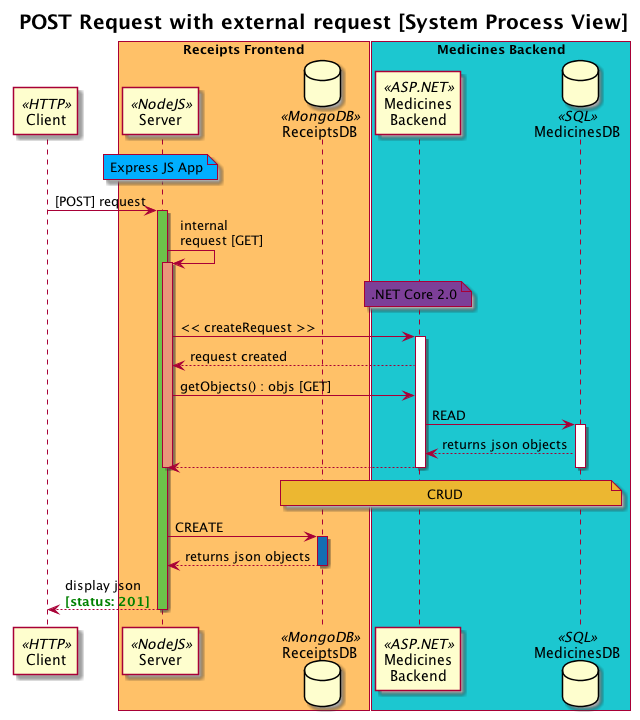 POST Request with external request [System Process View]
Receipts Frontend
Medicines Backend
«HTTP»
Client
«NodeJS»
Server
«MongoDB»
ReceiptsDB
«ASP.NET»
Medicines
Backend
«SQL»
MedicinesDB
Express JS App
[POST] request
internal
request [GET]
.NET Core 2.0
<< createRequest >>
request created
getObjects() : objs [GET]
READ
returns json objects
CRUD
CREATE
returns json objects
display json
[status: 201]
«HTTP»
Client
«NodeJS»
Server
«MongoDB»
ReceiptsDB
«ASP.NET»
Medicines
Backend
«SQL»
MedicinesDB